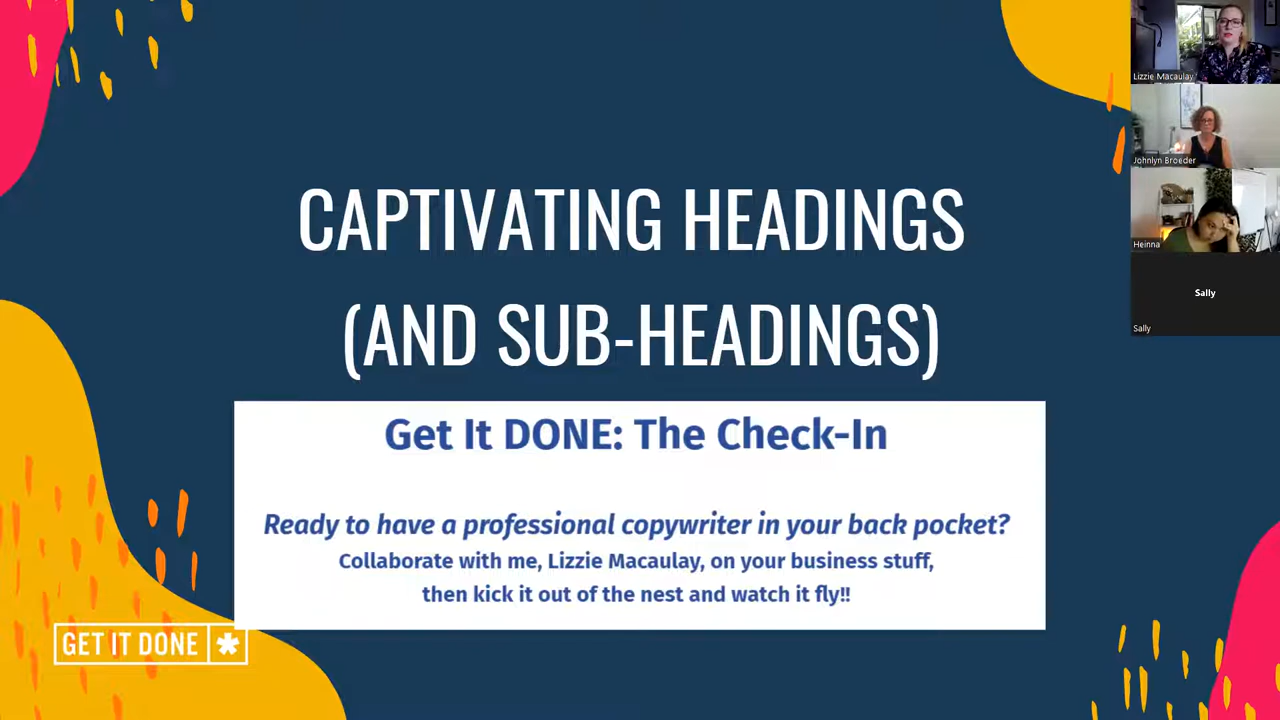 CAPTIVATING HEADINGS
(AND SUB-HEADINGS)
Get It DONE: The Check-In
Ready to have a professional copywriter in your back pocket?
Collaborate with me, Lizzie Macaulay, on your business stuff,
then kick it out of the nest and watch it fly!!
GET IT DONE *
Lizzie Macaulay
Johnlyn Broeder
Heinna
Sally
Sally